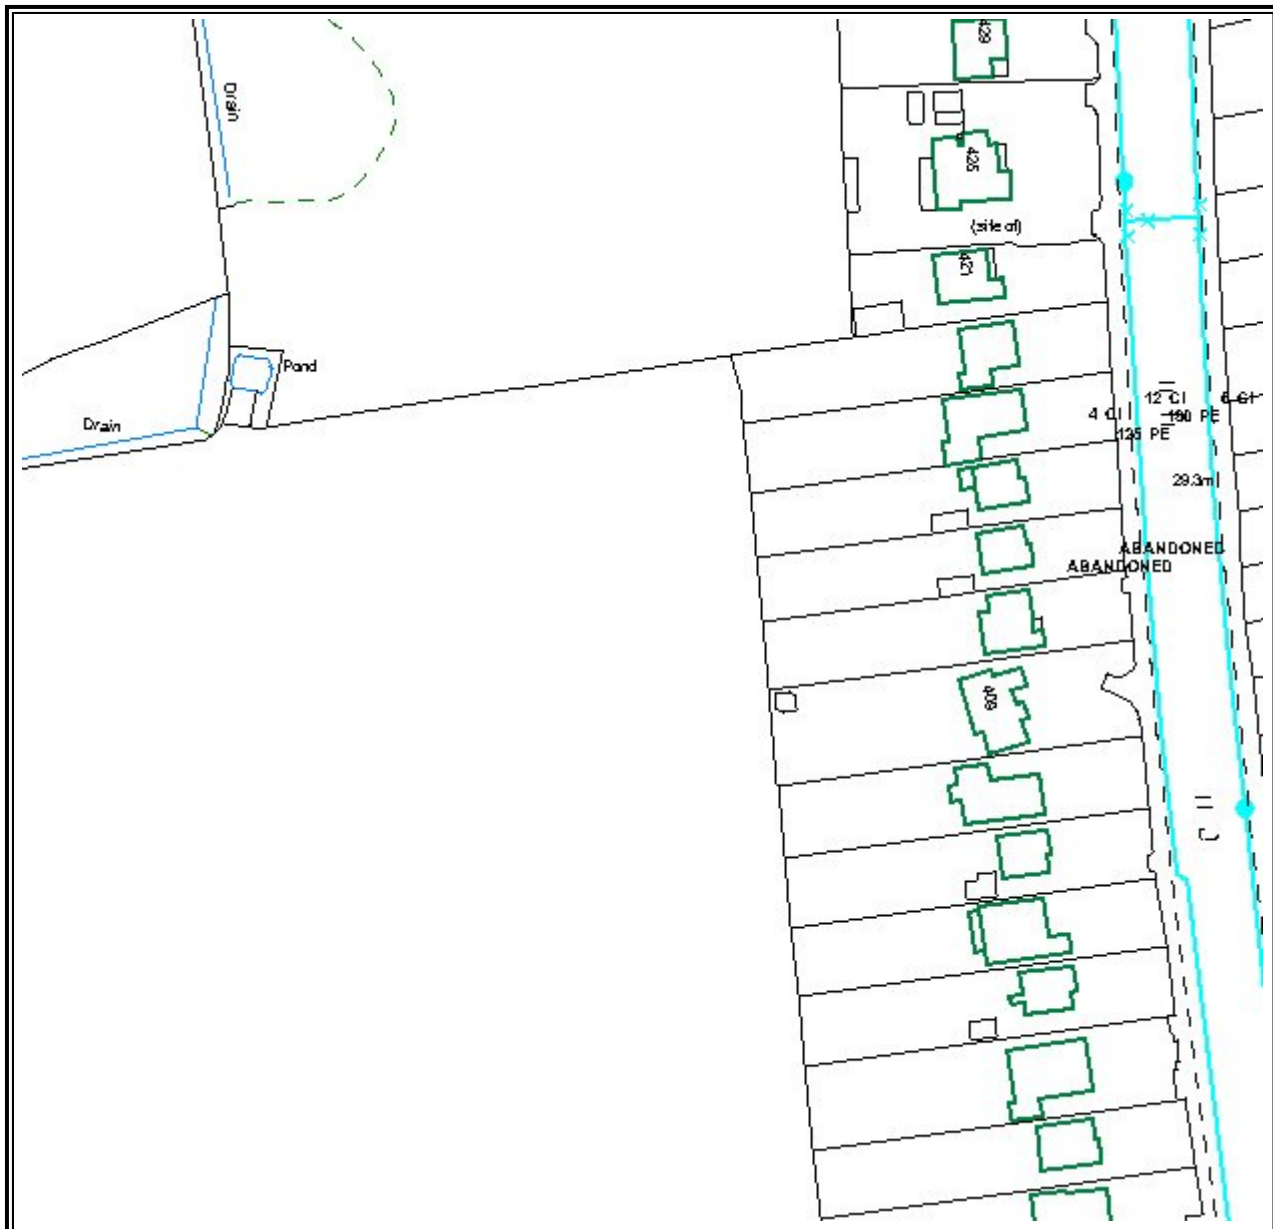 429
Drain
425
(site of)
421
Pond
12 CI
6 CI
4 CI
180 PE
125 PE
Drain
29.3m
ABANDONED
ABANDONED
409